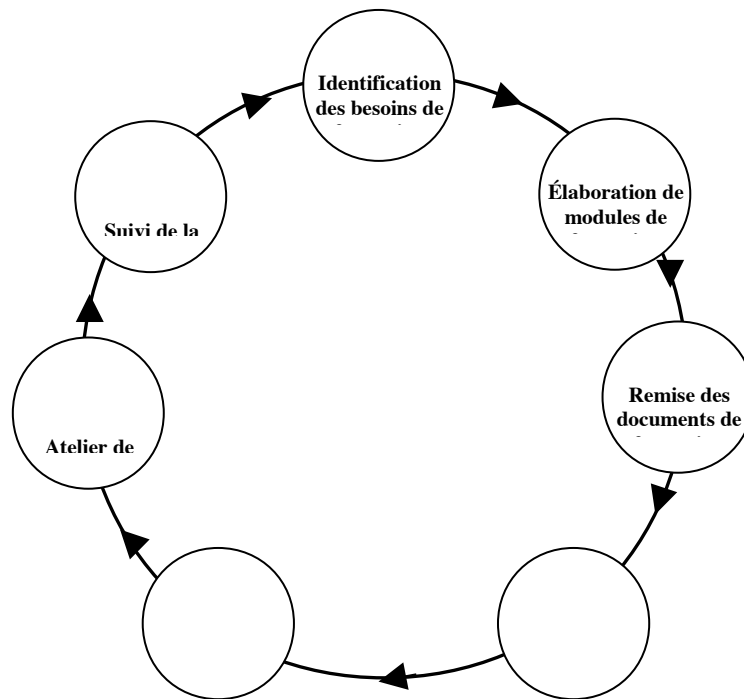 Identification
des besoins de
Élaboration de
modules de
Remise des
documents de
Atelier de
Suivi de la